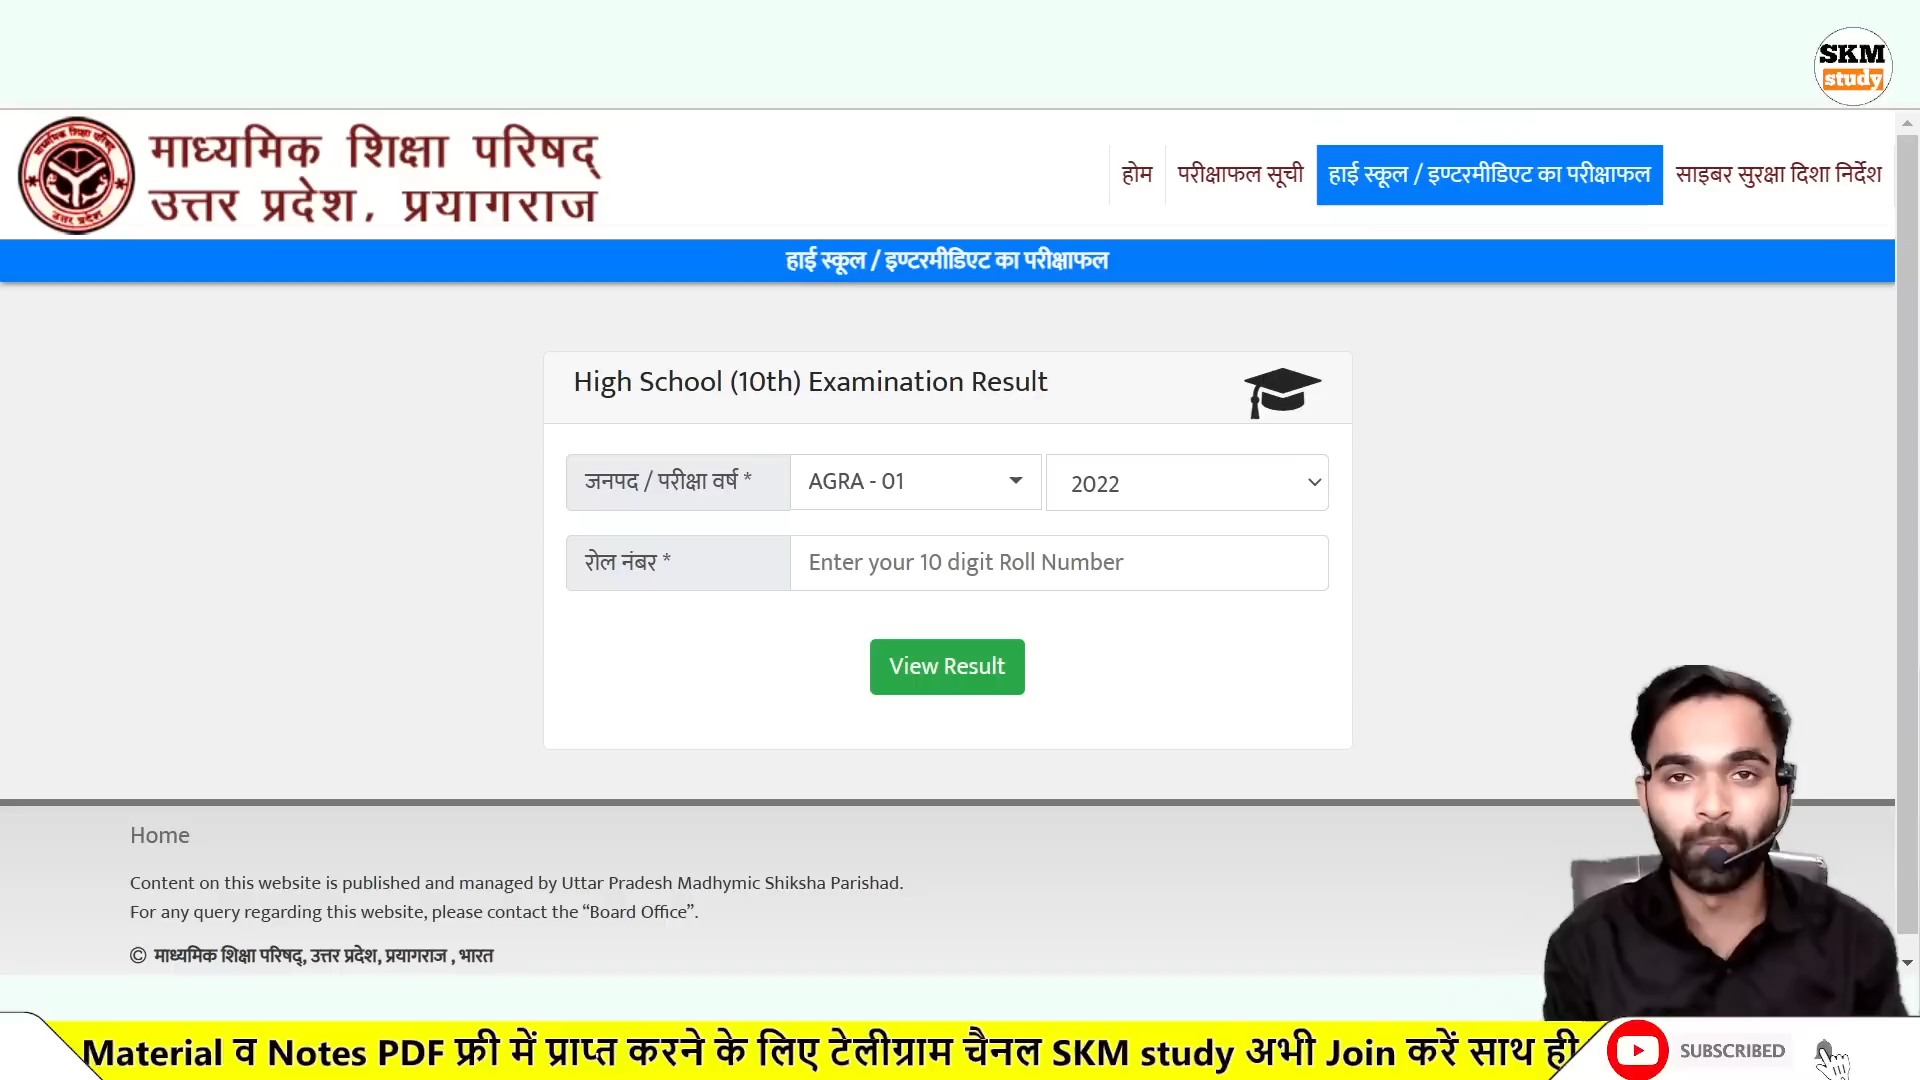 SKM
study
माध्यमिक शिक्षा परिषद्
उत्तर प्रदेश, प्रयागराज
होम
परीक्षाफल सूची
हाई स्कूल / इण्टरमीडिएट का परीक्षाफल
साइबर सुरक्षा दिशा निर्देश
हाई स्कूल / इण्टरमीडिएट का परीक्षाफल
High School (10th) Examination Result
जनपद / परीक्षा वर्ष *
AGRA - 01
2022
रोल नंबर *
Enter your 10 digit Roll Number
View Result
Home
Content on this website is published and managed by Uttar Pradesh Madhymic Shiksha Parishad.
For any query regarding this website, please contact the “Board Office”.
© माध्यमिक शिक्षा परिषद्, उत्तर प्रदेश, प्रयागराज , भारत
Material व Notes PDF फ्री में प्राप्त करने के लिए टेलीग्राम चैनल SKM study अभी Join करें साथ ही
SUBSCRIBED